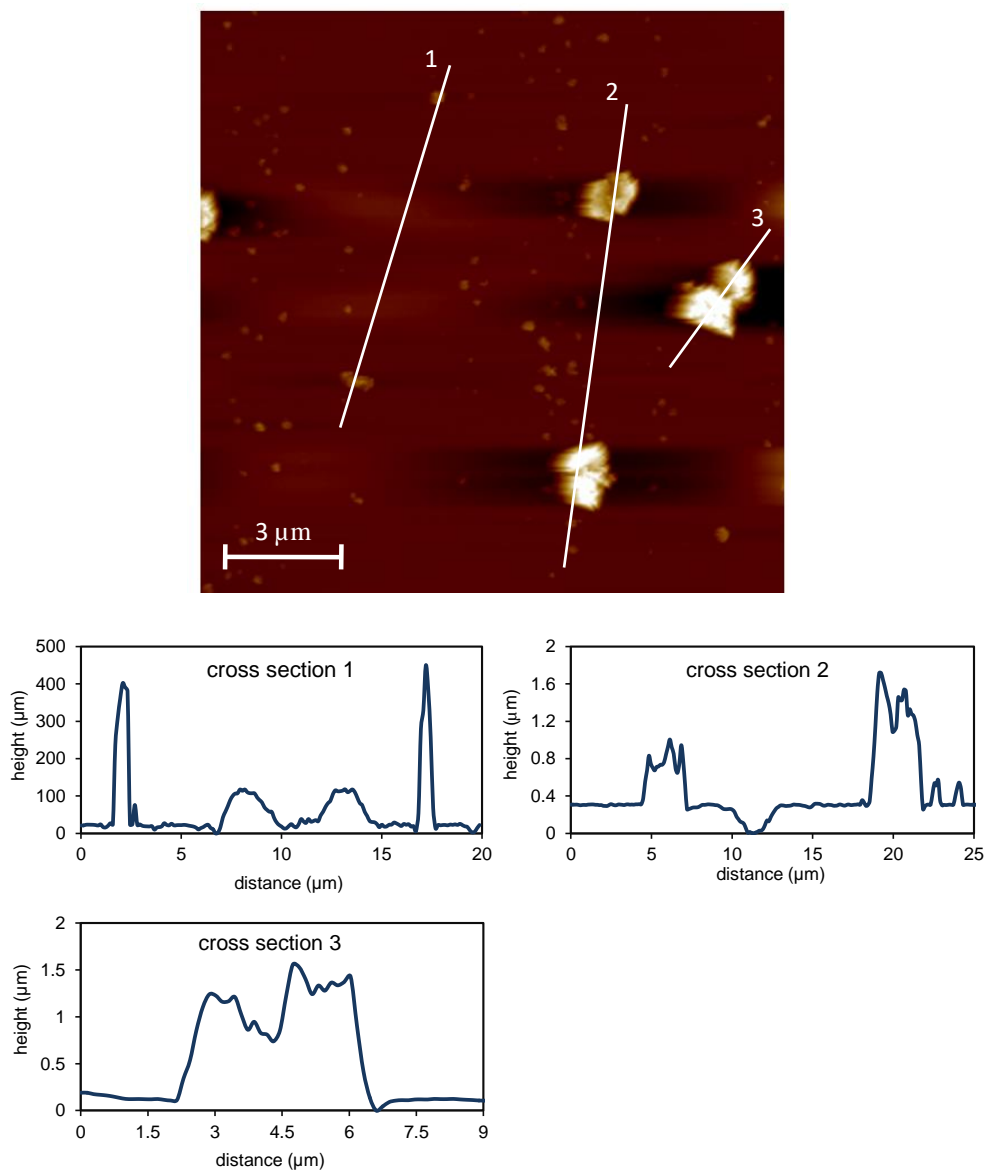 1
2
3
3 μm
cross section 1
height (µm)
500
400
300
200
100
0
0 5 10 15 20
distance (µm)
cross section 2
height (µm)
2
1.6
1.2
0.8
0.4
0
0 5 10 15 20 25
distance (µm)
cross section 3
height (µm)
2
1.5
1
0.5
0
0 1.5 3 4.5 6 7.5 9
distance (µm)